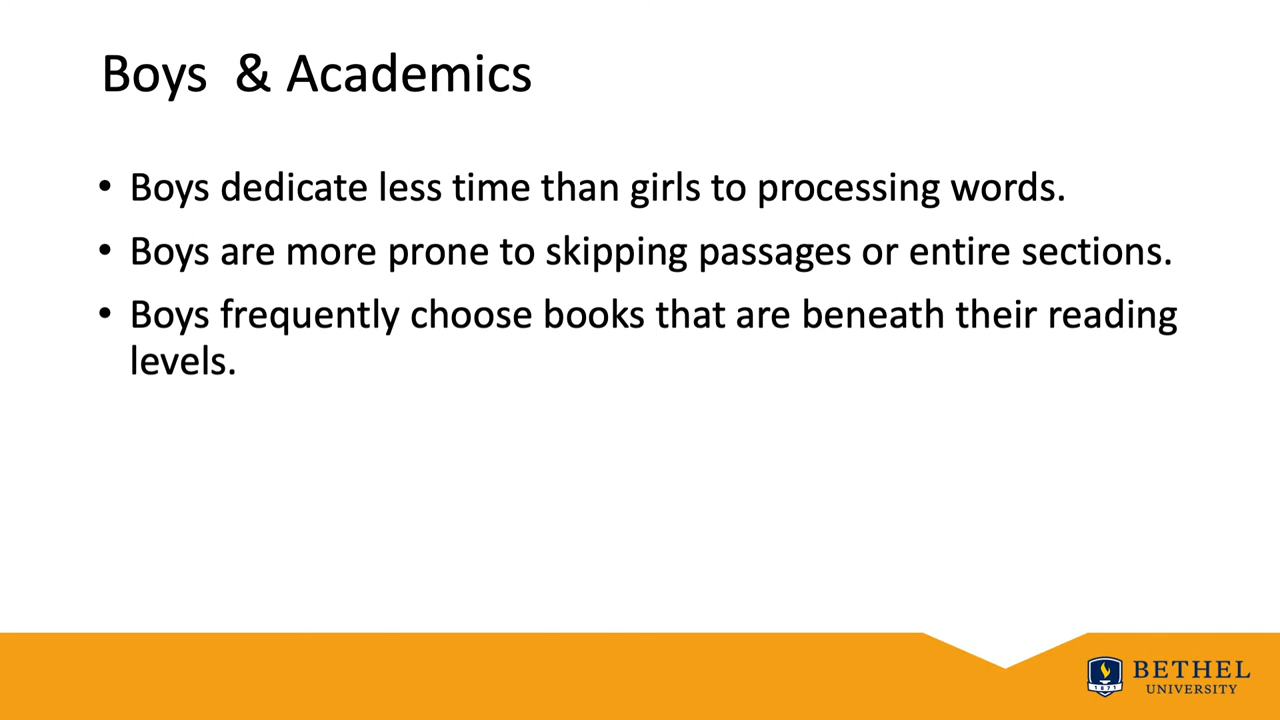 Boys  & Academics
• Boys dedicate less time than girls to processing words.
• Boys are more prone to skipping passages or entire sections.
• Boys frequently choose books that are beneath their reading
levels.
BETHEL
UNIVERSITY
1871